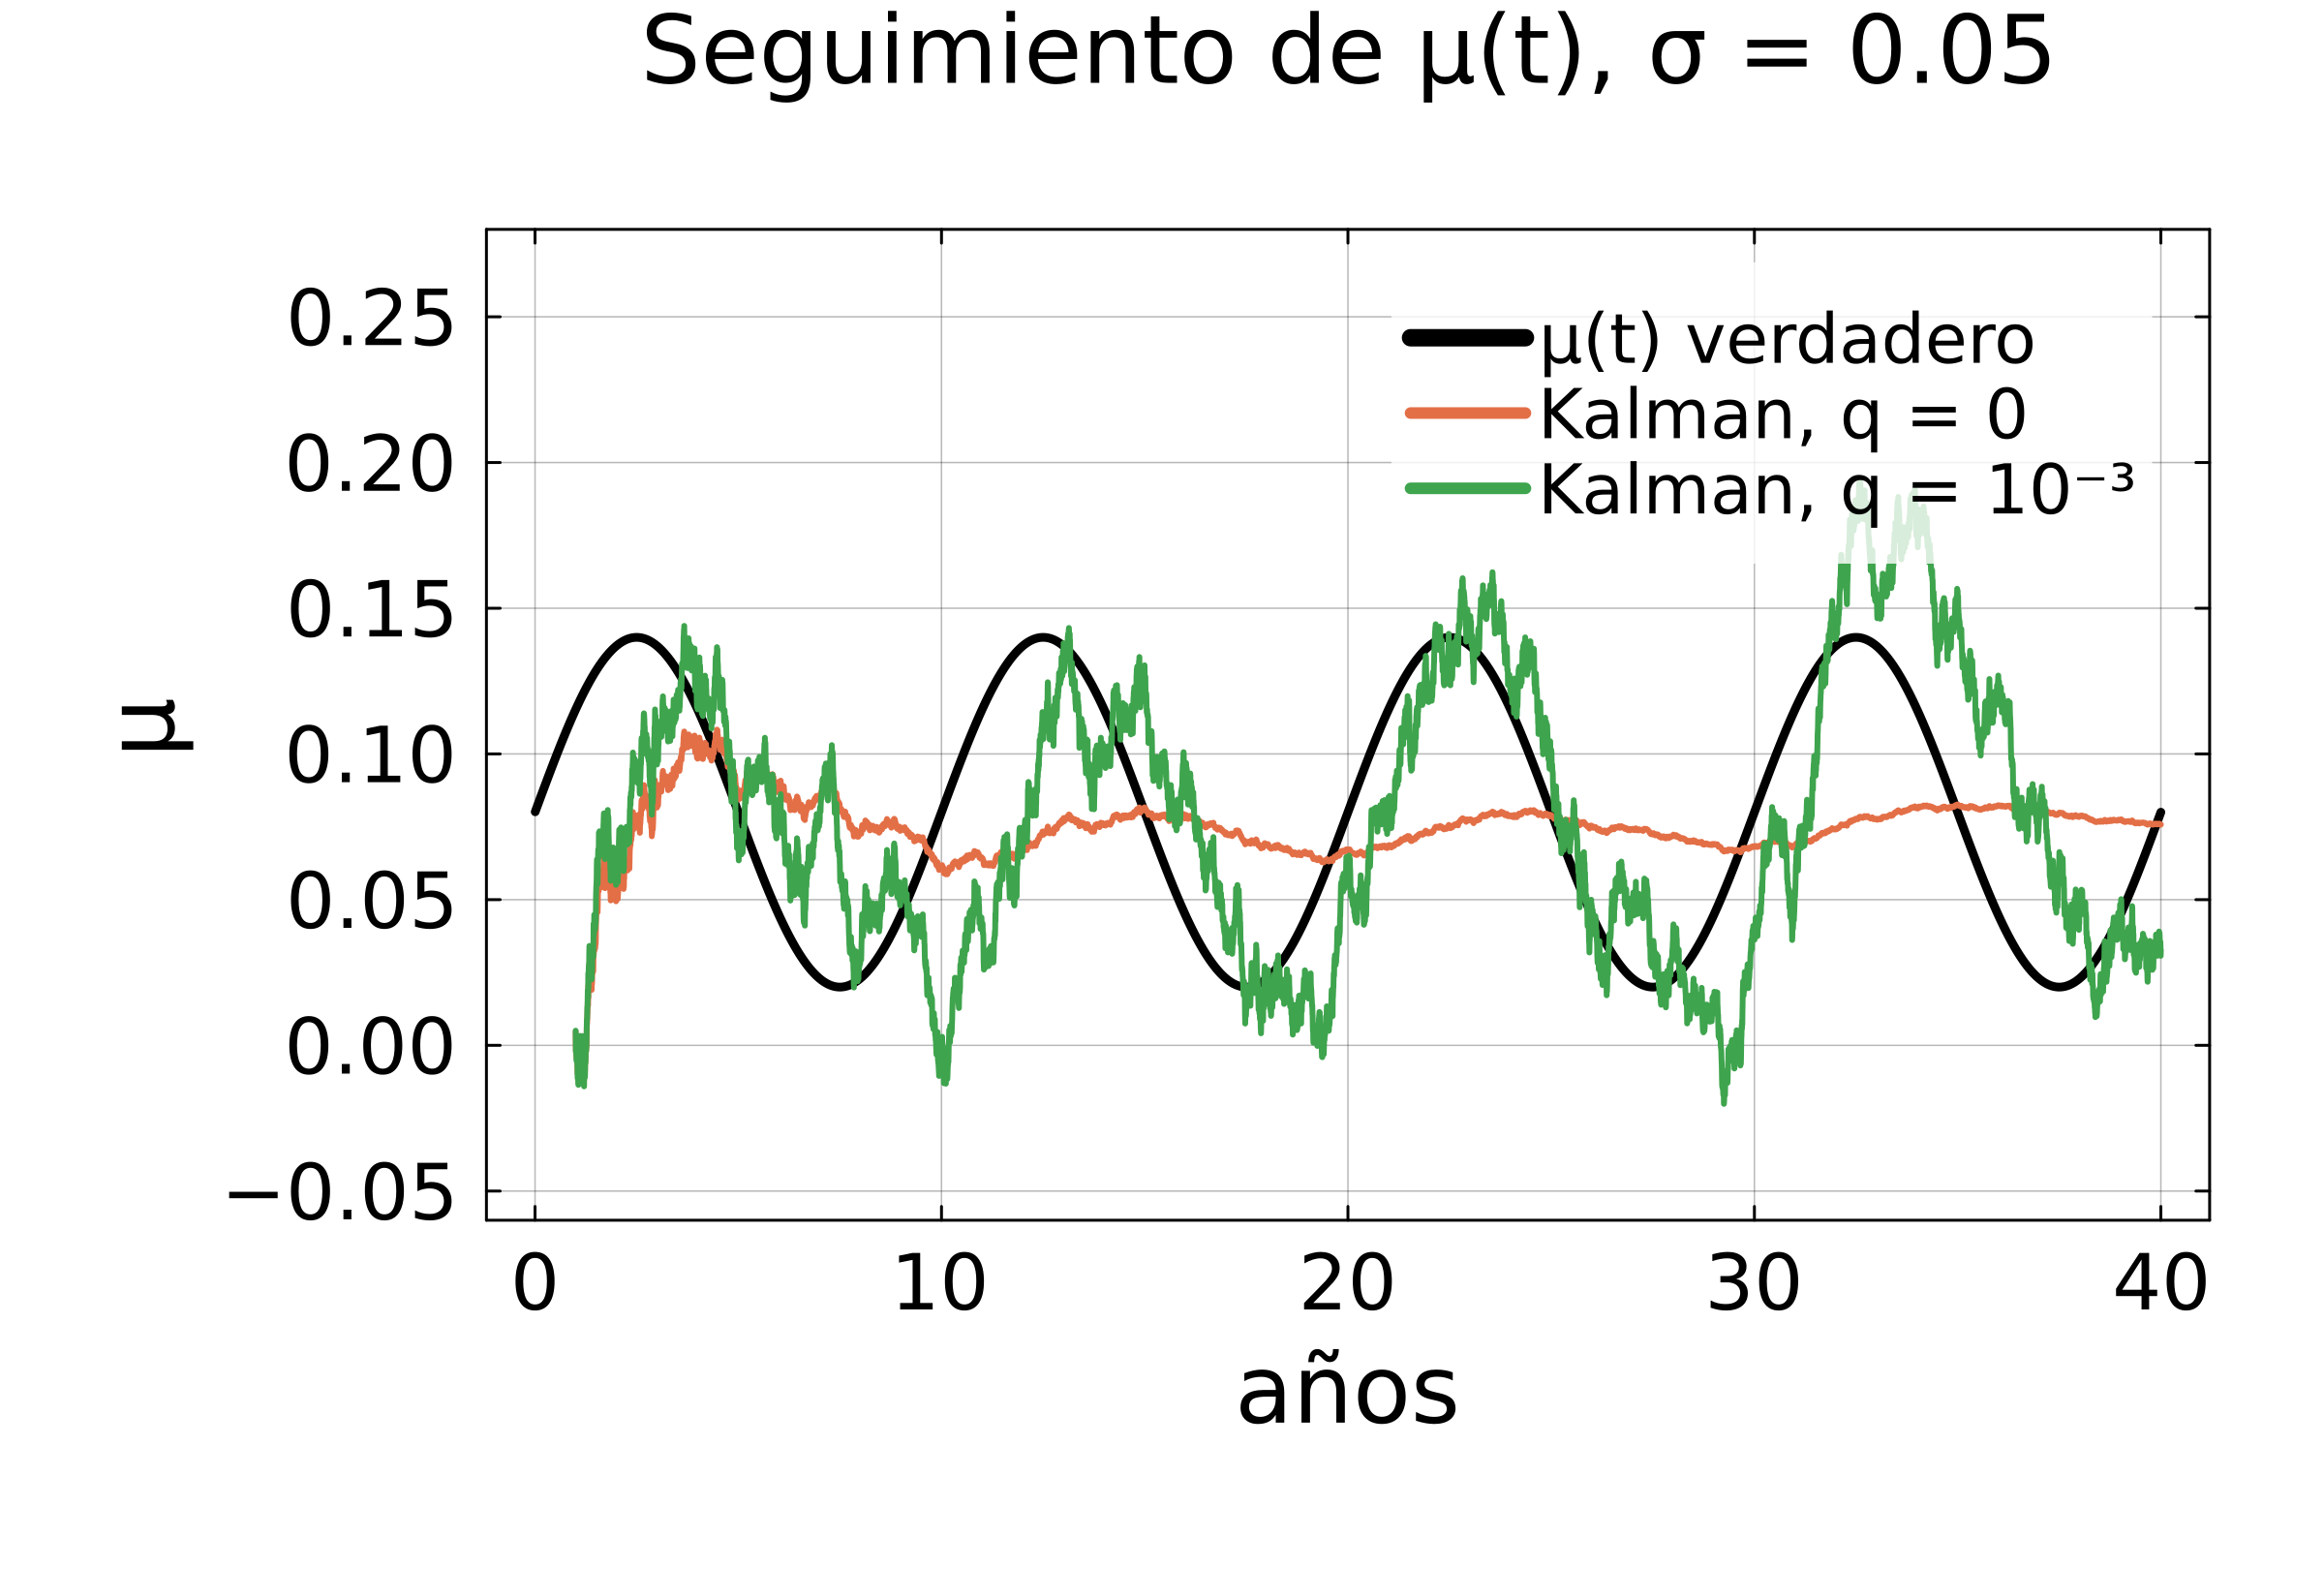 Seguimiento de μ(t), σ = 0.05
0.25
0.20
0.15
0.10
0.05
0.00
−0.05
μ
μ(t) verdadero
Kalman, q = 0
Kalman, q = 10⁻³
0 10 20 30 40
años